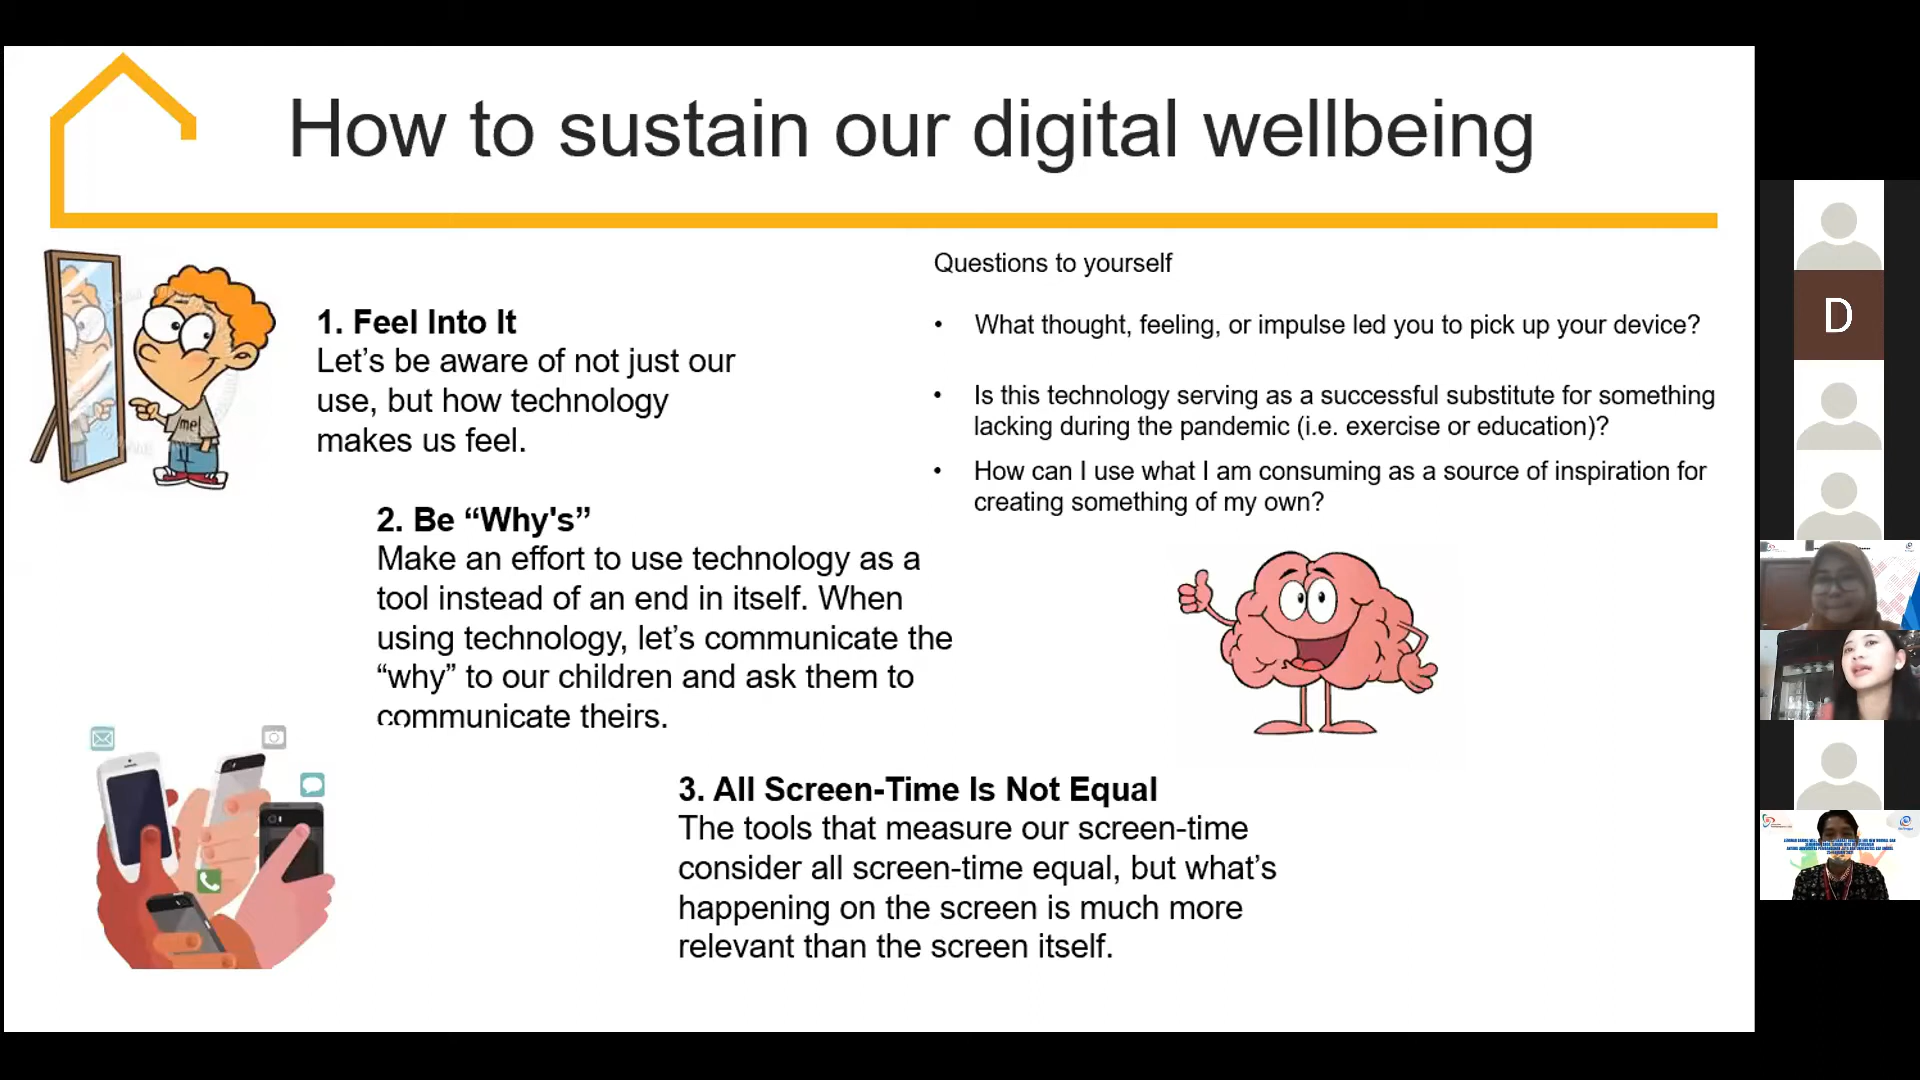 How to sustain our digital wellbeing
1. Feel Into It
Let’s be aware of not just our
use, but how technology
makes us feel.
me!
2. Be “Why's”
Make an effort to use technology as a
tool instead of an end in itself. When
using technology, let’s communicate the
“why” to our children and ask them to
communicate theirs.
3. All Screen-Time Is Not Equal
The tools that measure our screen-time
consider all screen-time equal, but what’s
happening on the screen is much more
relevant than the screen itself.
Questions to yourself
• What thought, feeling, or impulse led you to pick up your device?
• Is this technology serving as a successful substitute for something
lacking during the pandemic (i.e. exercise or education)?
• How can I use what I am consuming as a source of inspiration for
creating something of my own?
D